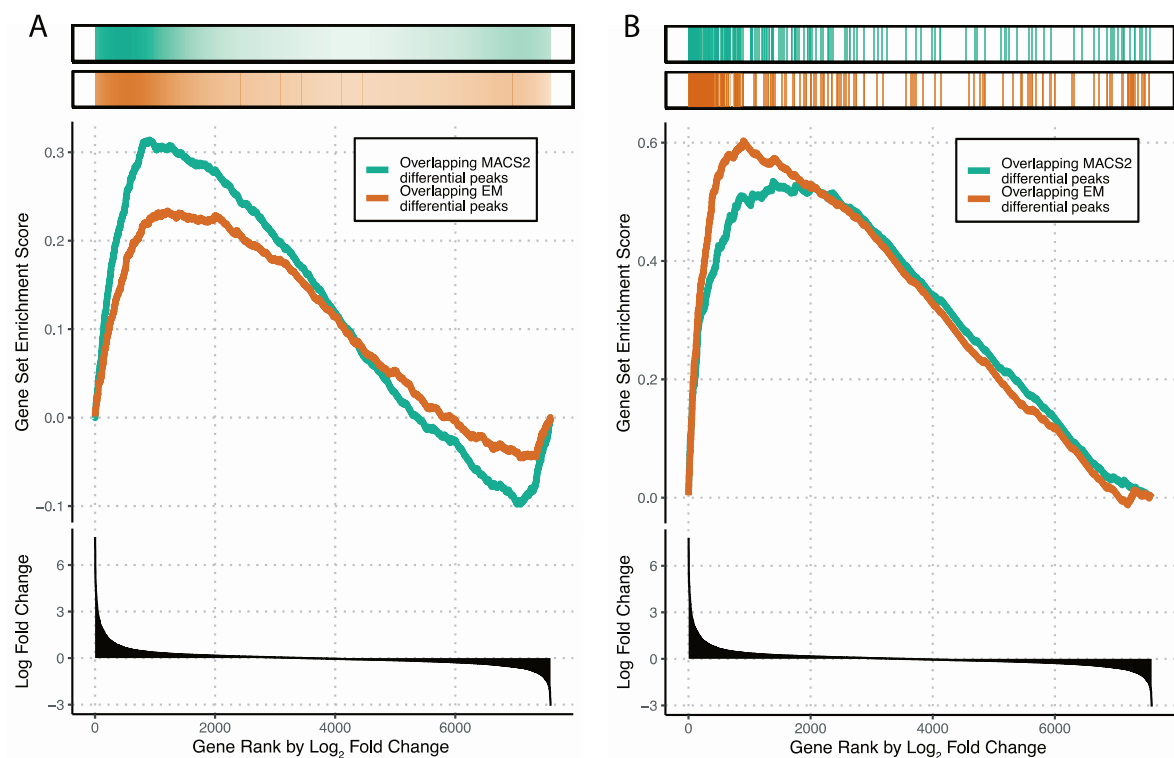 A
0.3
0.2
0.1
0.0
−0.1
Gene Set Enrichment Score
Overlapping MACS2
differential peaks
Overlapping EM
differential peaks
6
3
0
−3
Log Fold Change
0
2000
4000
6000
Gene Rank by Log2 Fold Change
B
0.6
0.4
0.2
0.0
Gene Set Enrichment Score
Overlapping MACS2
differential peaks
Overlapping EM
differential peaks
6
3
0
−3
Log Fold Change
0
2000
4000
6000
Gene Rank by Log2 Fold Change